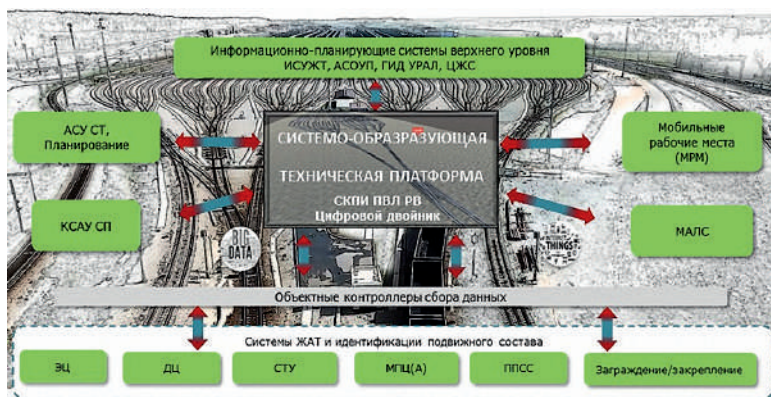 Информационно-планирующие системы верхнего уровня
ИСУЖТ, АСОУП, ГИД УРАЛ, ЦЖС
АСУ СТ,
Планирование
СИСТЕМО-ОБРАЗРАЗУЮЩАЯ
ТЕХНИЧЕСКАЯ ПЛАТФОРМА
СКПИ ПВЛ РВ
Цифровой двойник
Мобильные
рабочие места
(МРМ)
КСАУ СП
МАЛС
BIG
DATA
INTERNET
THINGS
Объектные контроллеры сбора данных
Системы ЖАТ и идентификации подвижного состава
ЭЦ
ДЦ
СТУ
МПЦ(А)
ППСС
Заграждение/закрепление